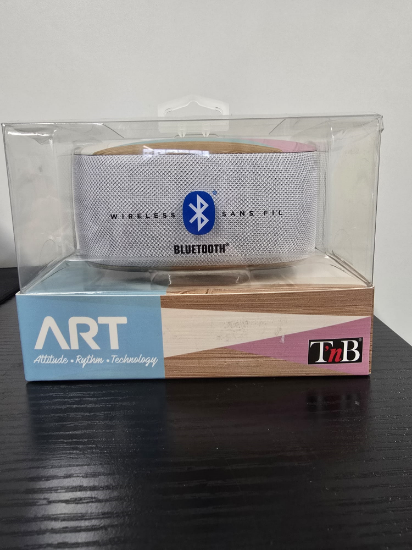 WIRELESS SANS FIL
BLUETOOTH®
ART
Attitude • Rythm • Technology
TnB